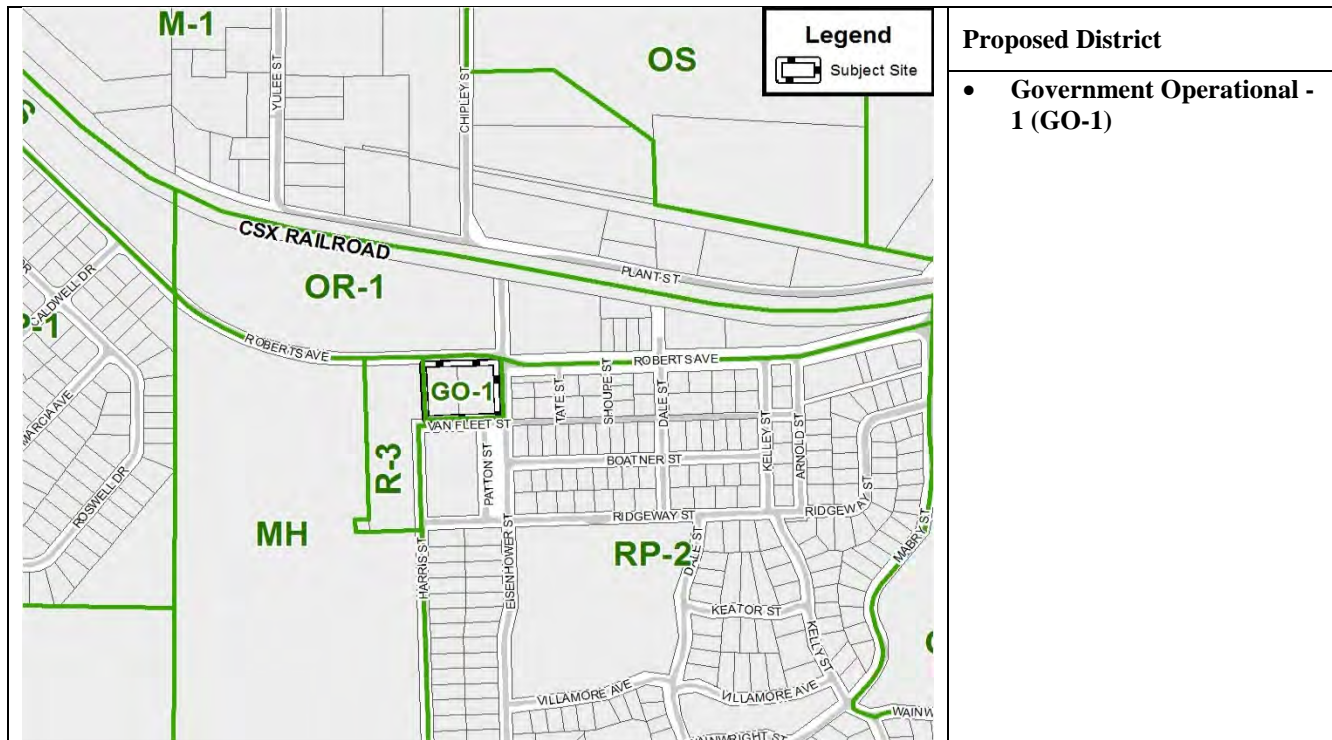 M-1
OS
Legend
Subject Site
YULEE ST
CHIPLEY ST
CSX RAILROAD
PLANT ST
OR-1
CALDWELL DR
P-1
ROBERTS AVE
ROBERTS AVE
GO-1
MARCIA AVE
TATE ST
SHOUPE ST
DALE ST
KELLEY ST
ARNOLD ST
VAN FLEET ST
R-3
PATTON ST
BOATNER ST
ROSWELL DR
MH
RIDGEWAY ST
RIDGEWAY ST
HARRIS ST
EISENHOWER ST
RP-2
DALE ST
MABRY ST
KEATOR ST
KELLY ST
VILLAMORE AVE
VILLAMORE AVE
Proposed District
• Government Operational -
1 (GO-1)